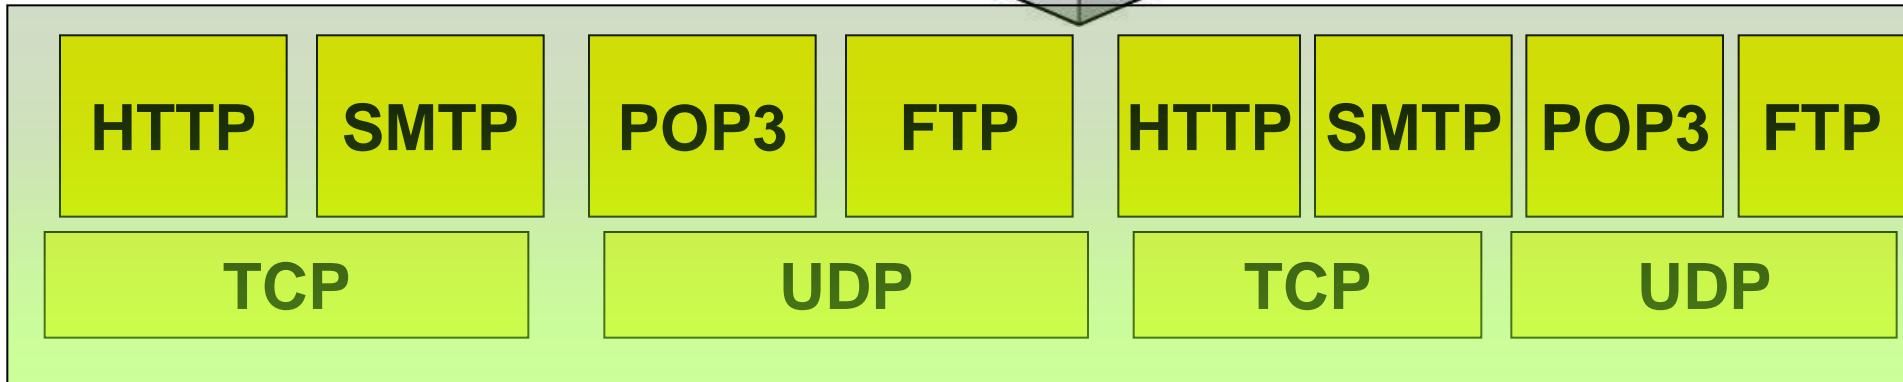 HTTP SMTP POP3 FTP HTTP SMTP POP3 FTP
TCP UDP TCP UDP